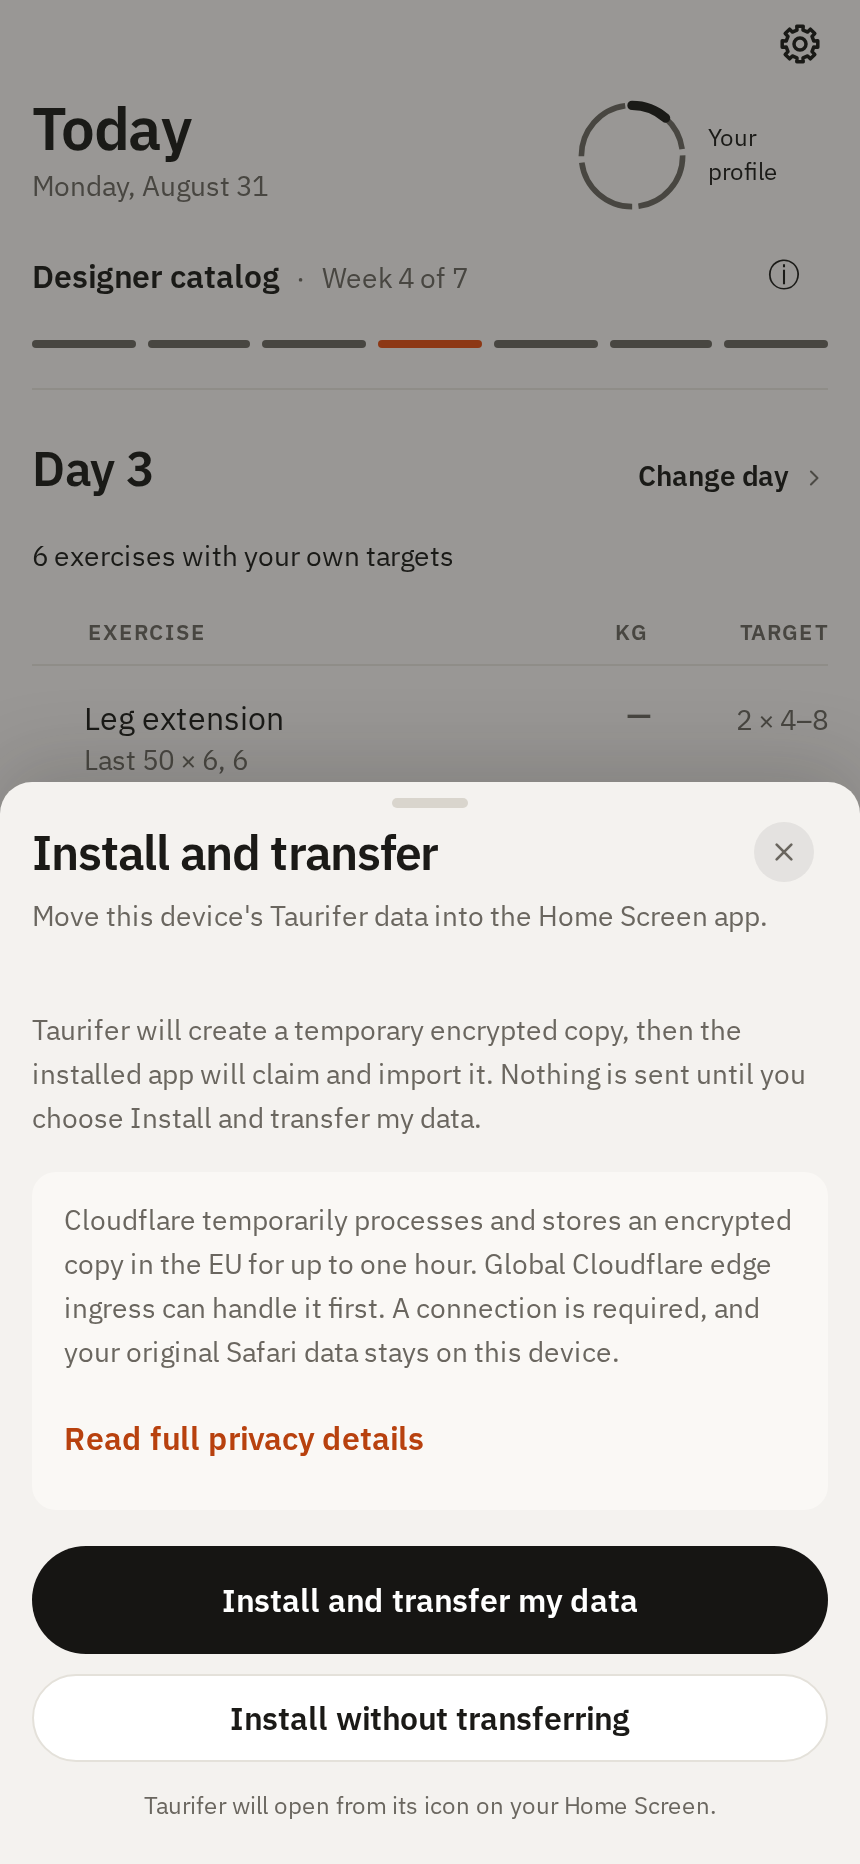 Today
Monday, August 31
Your
profile
Designer catalog · Week 4 of 7
Day 3
Change day
6 exercises with your own targets
EXERCISE KG TARGET
Leg extension — 2 × 4–8
Last 50 × 6, 6
Install and transfer
Move this device's Taurifer data into the Home Screen app.
Taurifer will create a temporary encrypted copy, then the
installed app will claim and import it. Nothing is sent until you
choose Install and transfer my data.
Cloudflare temporarily processes and stores an encrypted
copy in the EU for up to one hour. Global Cloudflare edge
ingress can handle it first. A connection is required, and
your original Safari data stays on this device.
Read full privacy details
Install and transfer my data
Install without transferring
Taurifer will open from its icon on your Home Screen.